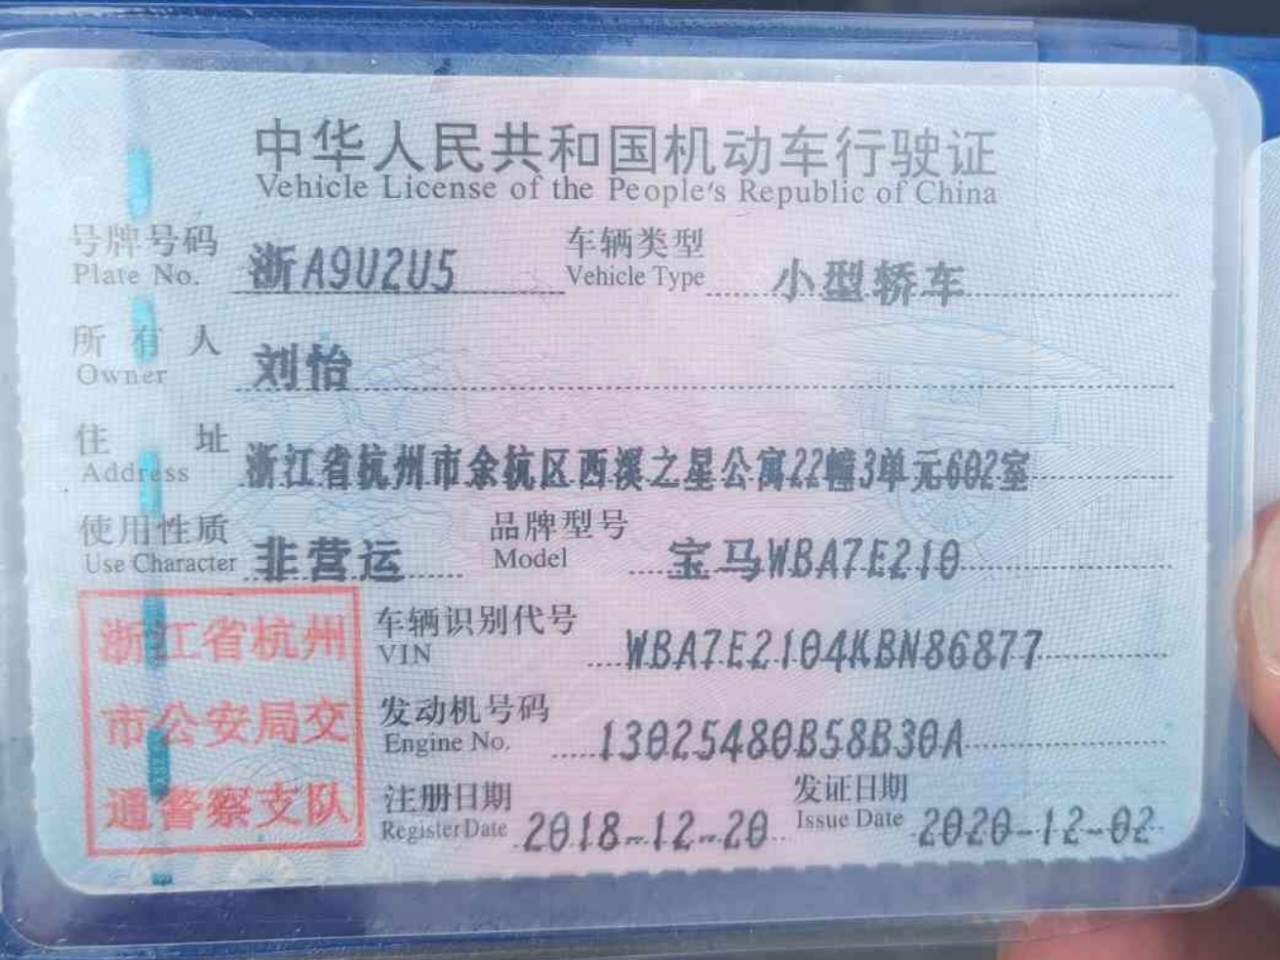 中华人民共和国机动车行驶证
Vehicle License of the People's Republic of China
号牌号码 浙A9U2U5 车辆类型 小型轿车
Plate No. Vehicle Type
所有人 刘怡
Owner
住址 浙江省杭州市余杭区西溪之星公寓22幢3单元602室
Address
使用性质 非营运 品牌型号 宝马WBA7E210
Use Character Model
浙江省杭州
市公安局交
通警察支队
车辆识别代号 WBA7E2104KBN86877
VIN
发动机号码 13025480B58B30A
Engine No.
注册日期 2018-12-20 发证日期 2020-12-02
Register Date Issue Date